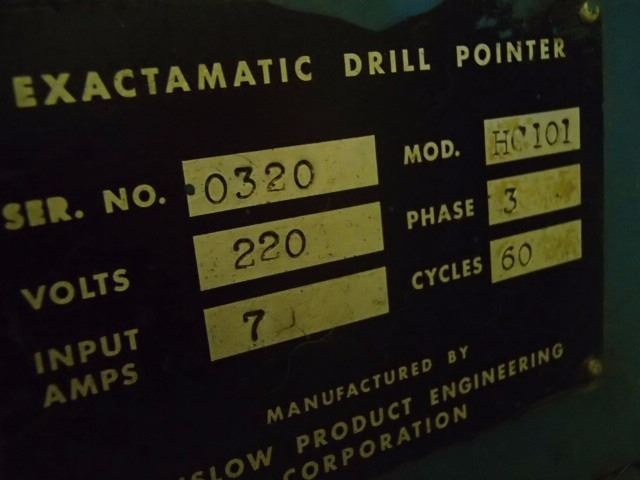 EXACTAMATIC DRILL POINTER
SER. NO. 0320 MOD. HC101
VOLTS 220 PHASE 3
INPUT AMPS 7 CYCLES 60
MANUFACTURED BY
PRODUCT ENGINEERING
CORPORATION